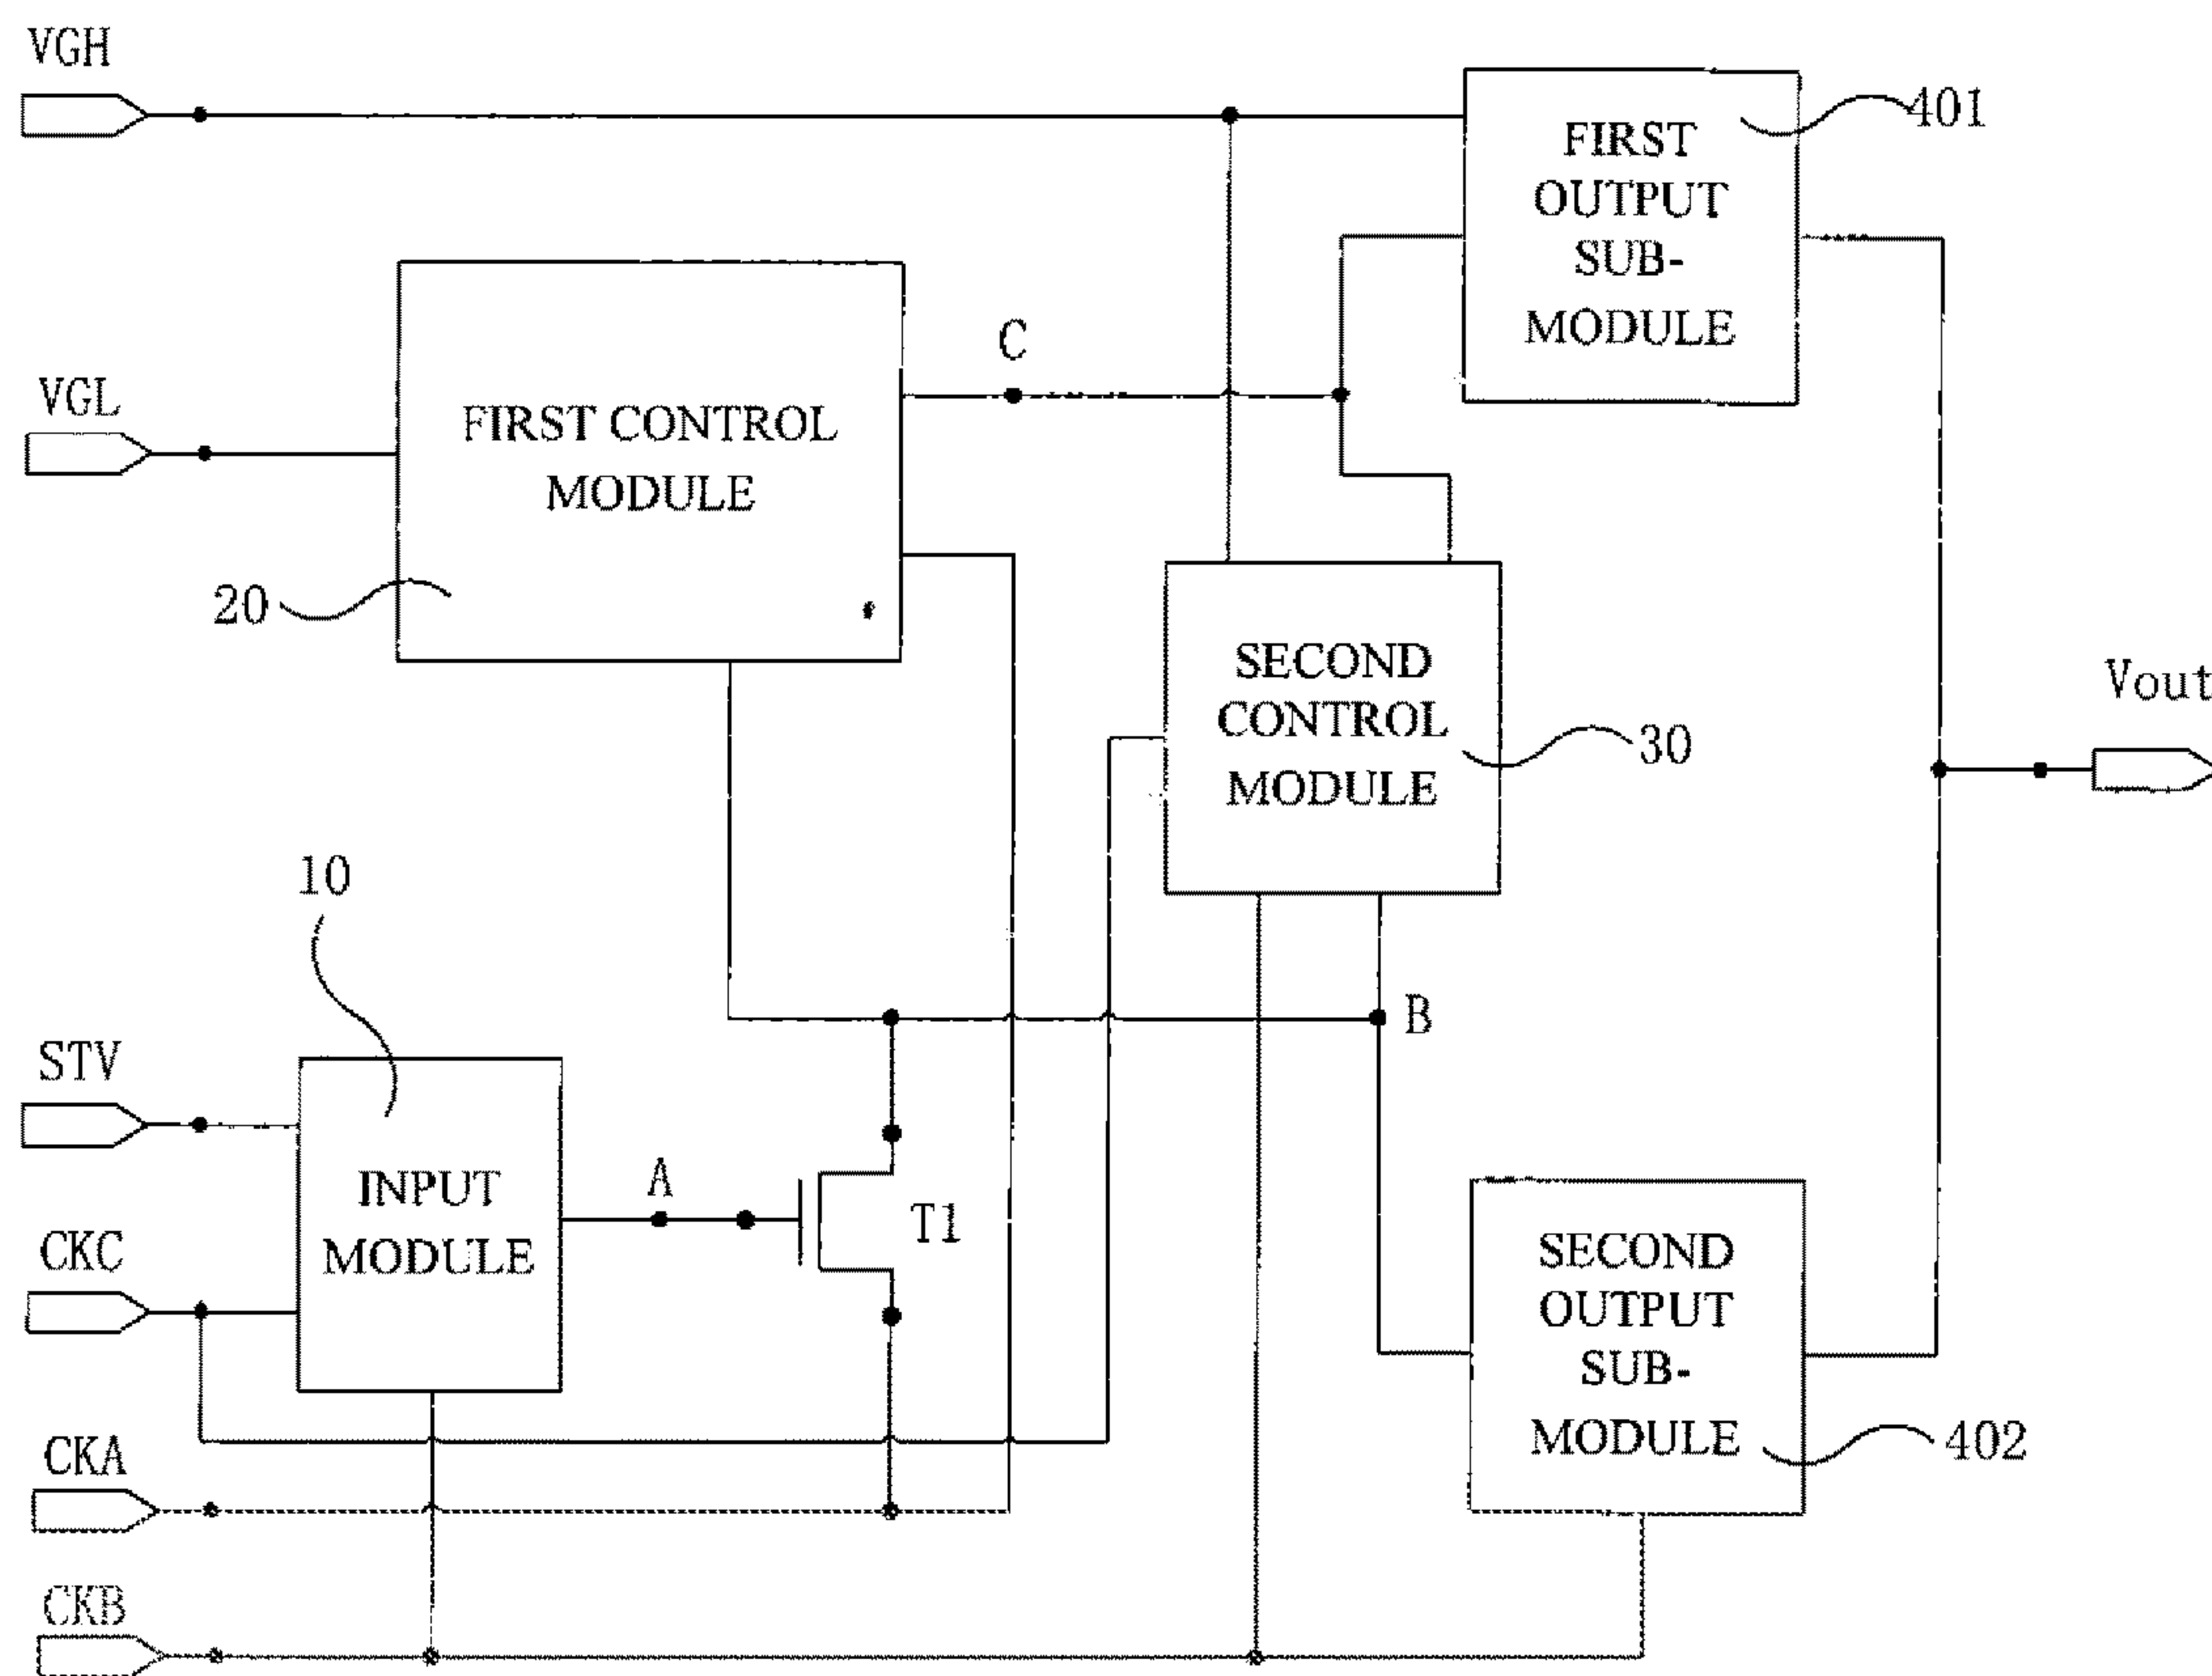 VGH
401
FIRST
OUTPUT
SUB-
MODULE
C
VGL
FIRST CONTROL
MODULE
20
SECOND
CONTROL
MODULE
30
Vout
10
B
STV
INPUT
MODULE
A
T1
CKC
SECOND
OUTPUT
SUB-
MODULE
402
CKA
CKB